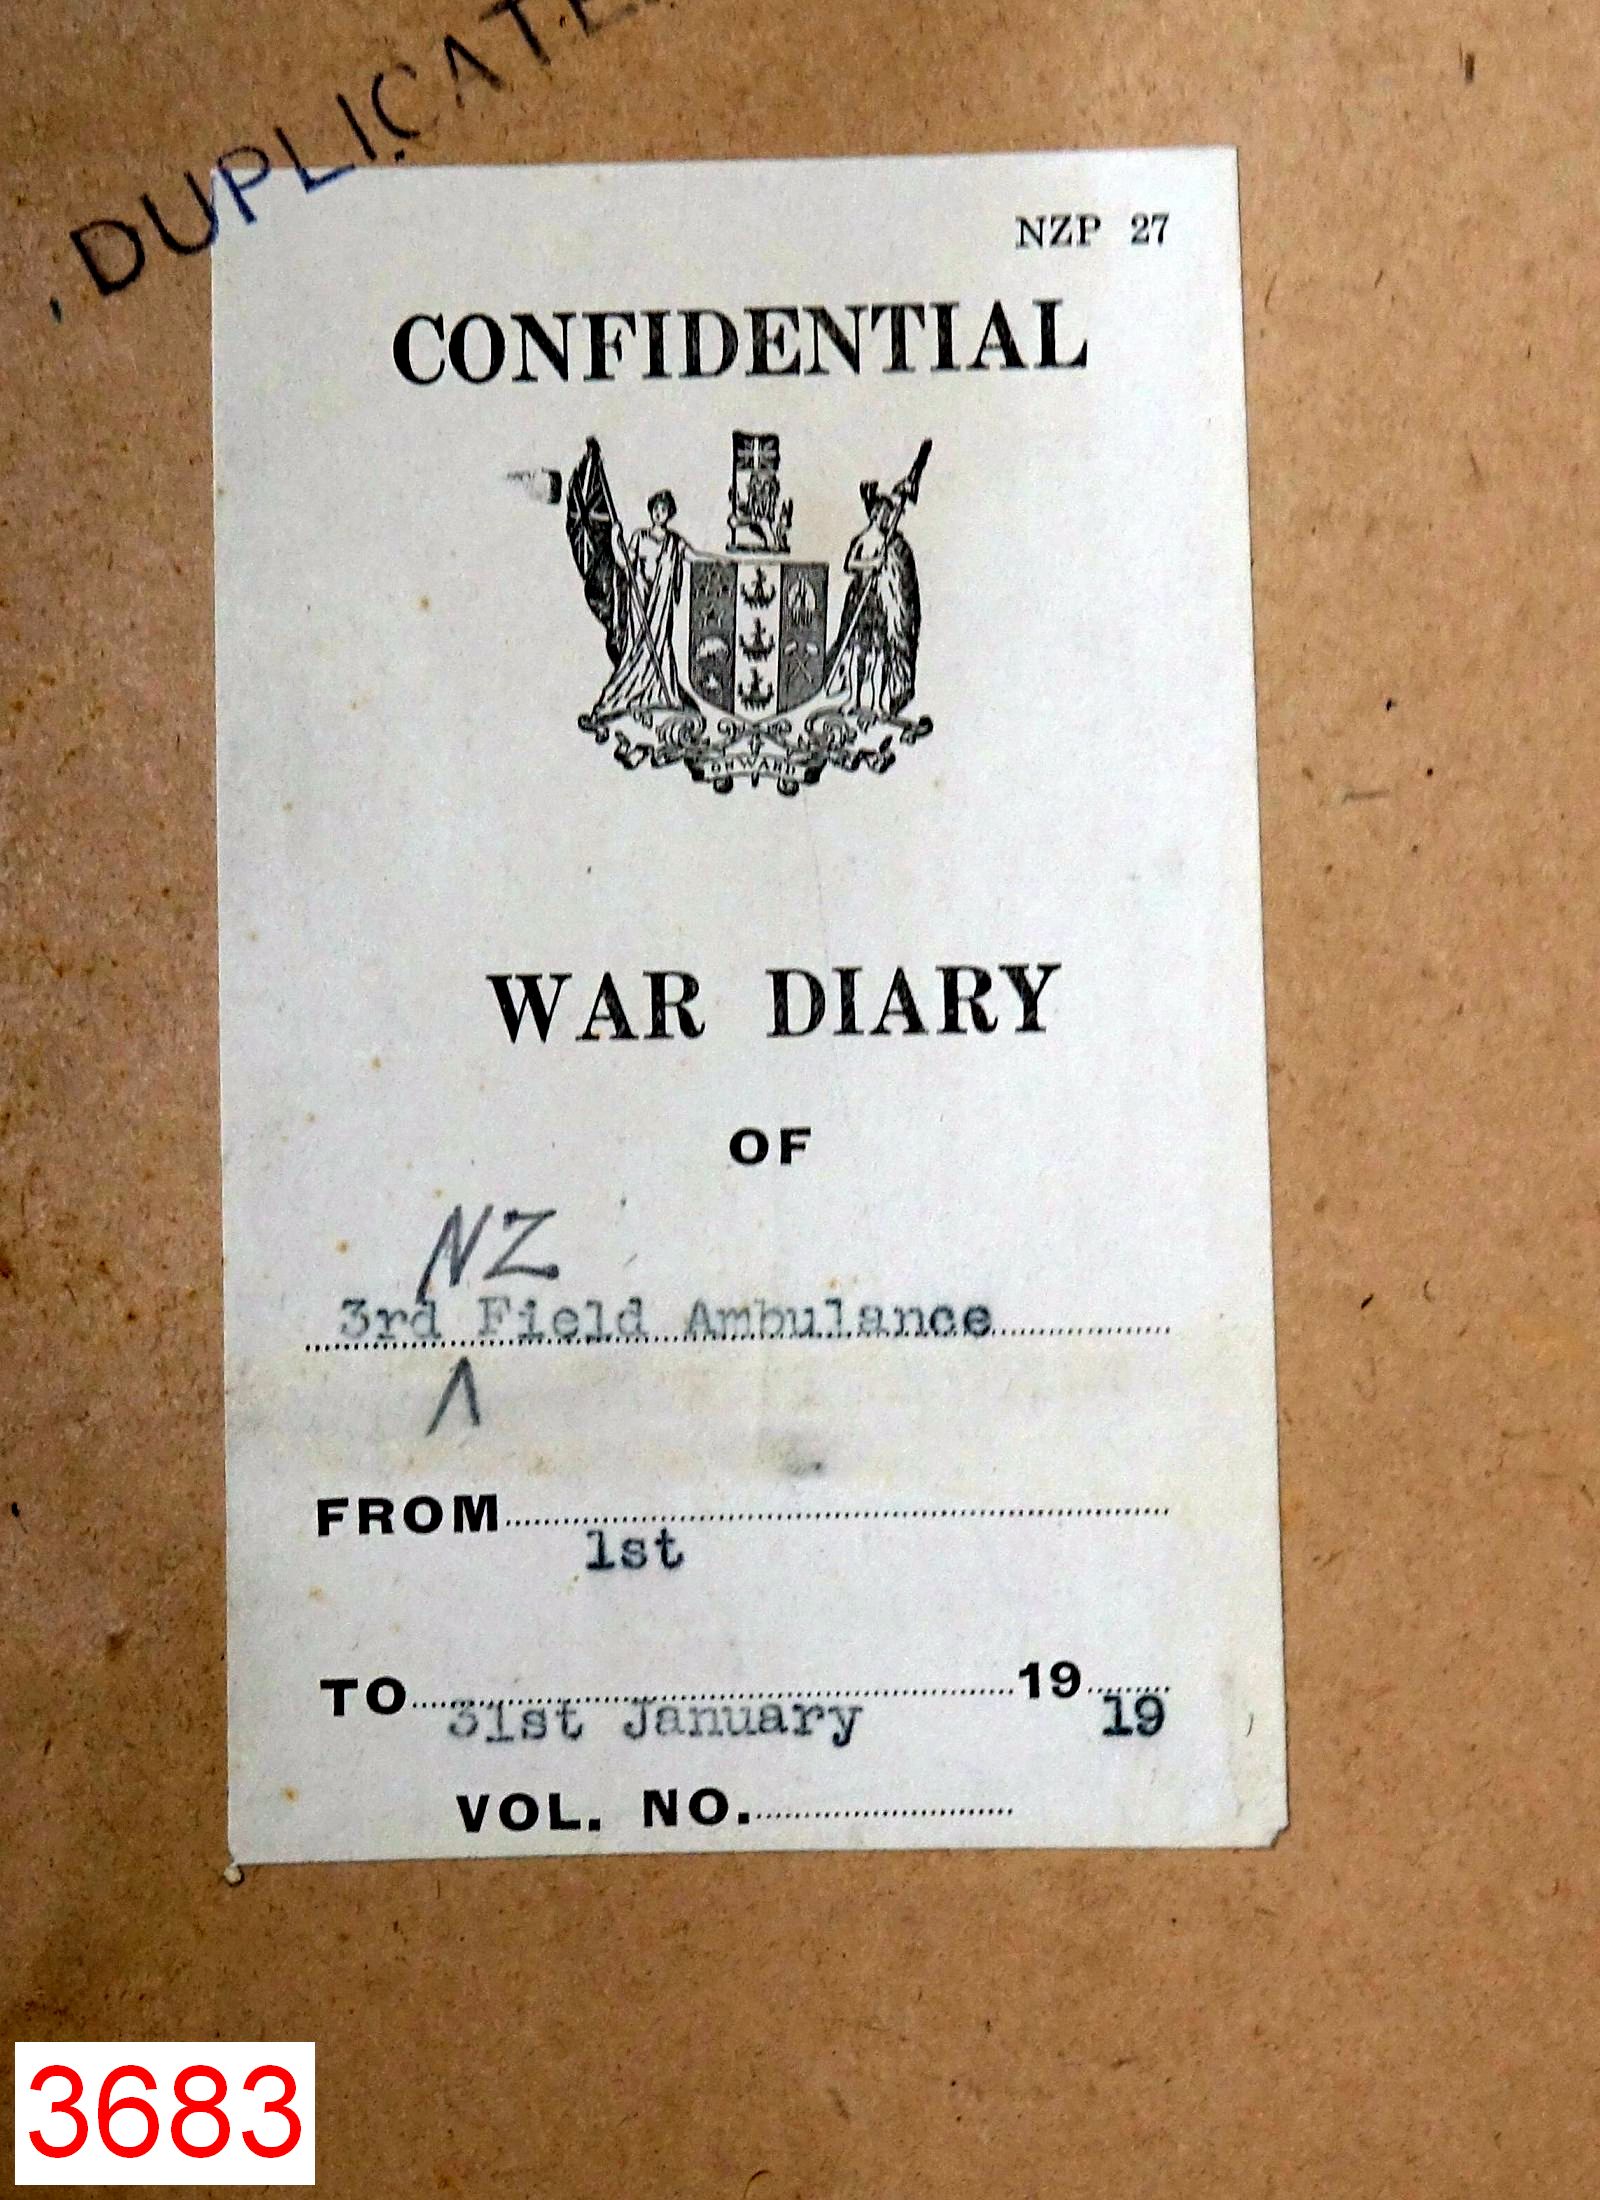 DUPLICATE
NZP 27
CONFIDENTIAL
ONWARD
WAR DIARY
OF
NZ
3rd Field Ambulance
FROM
1st
TO 19
31st January 19
VOL. NO.
3683